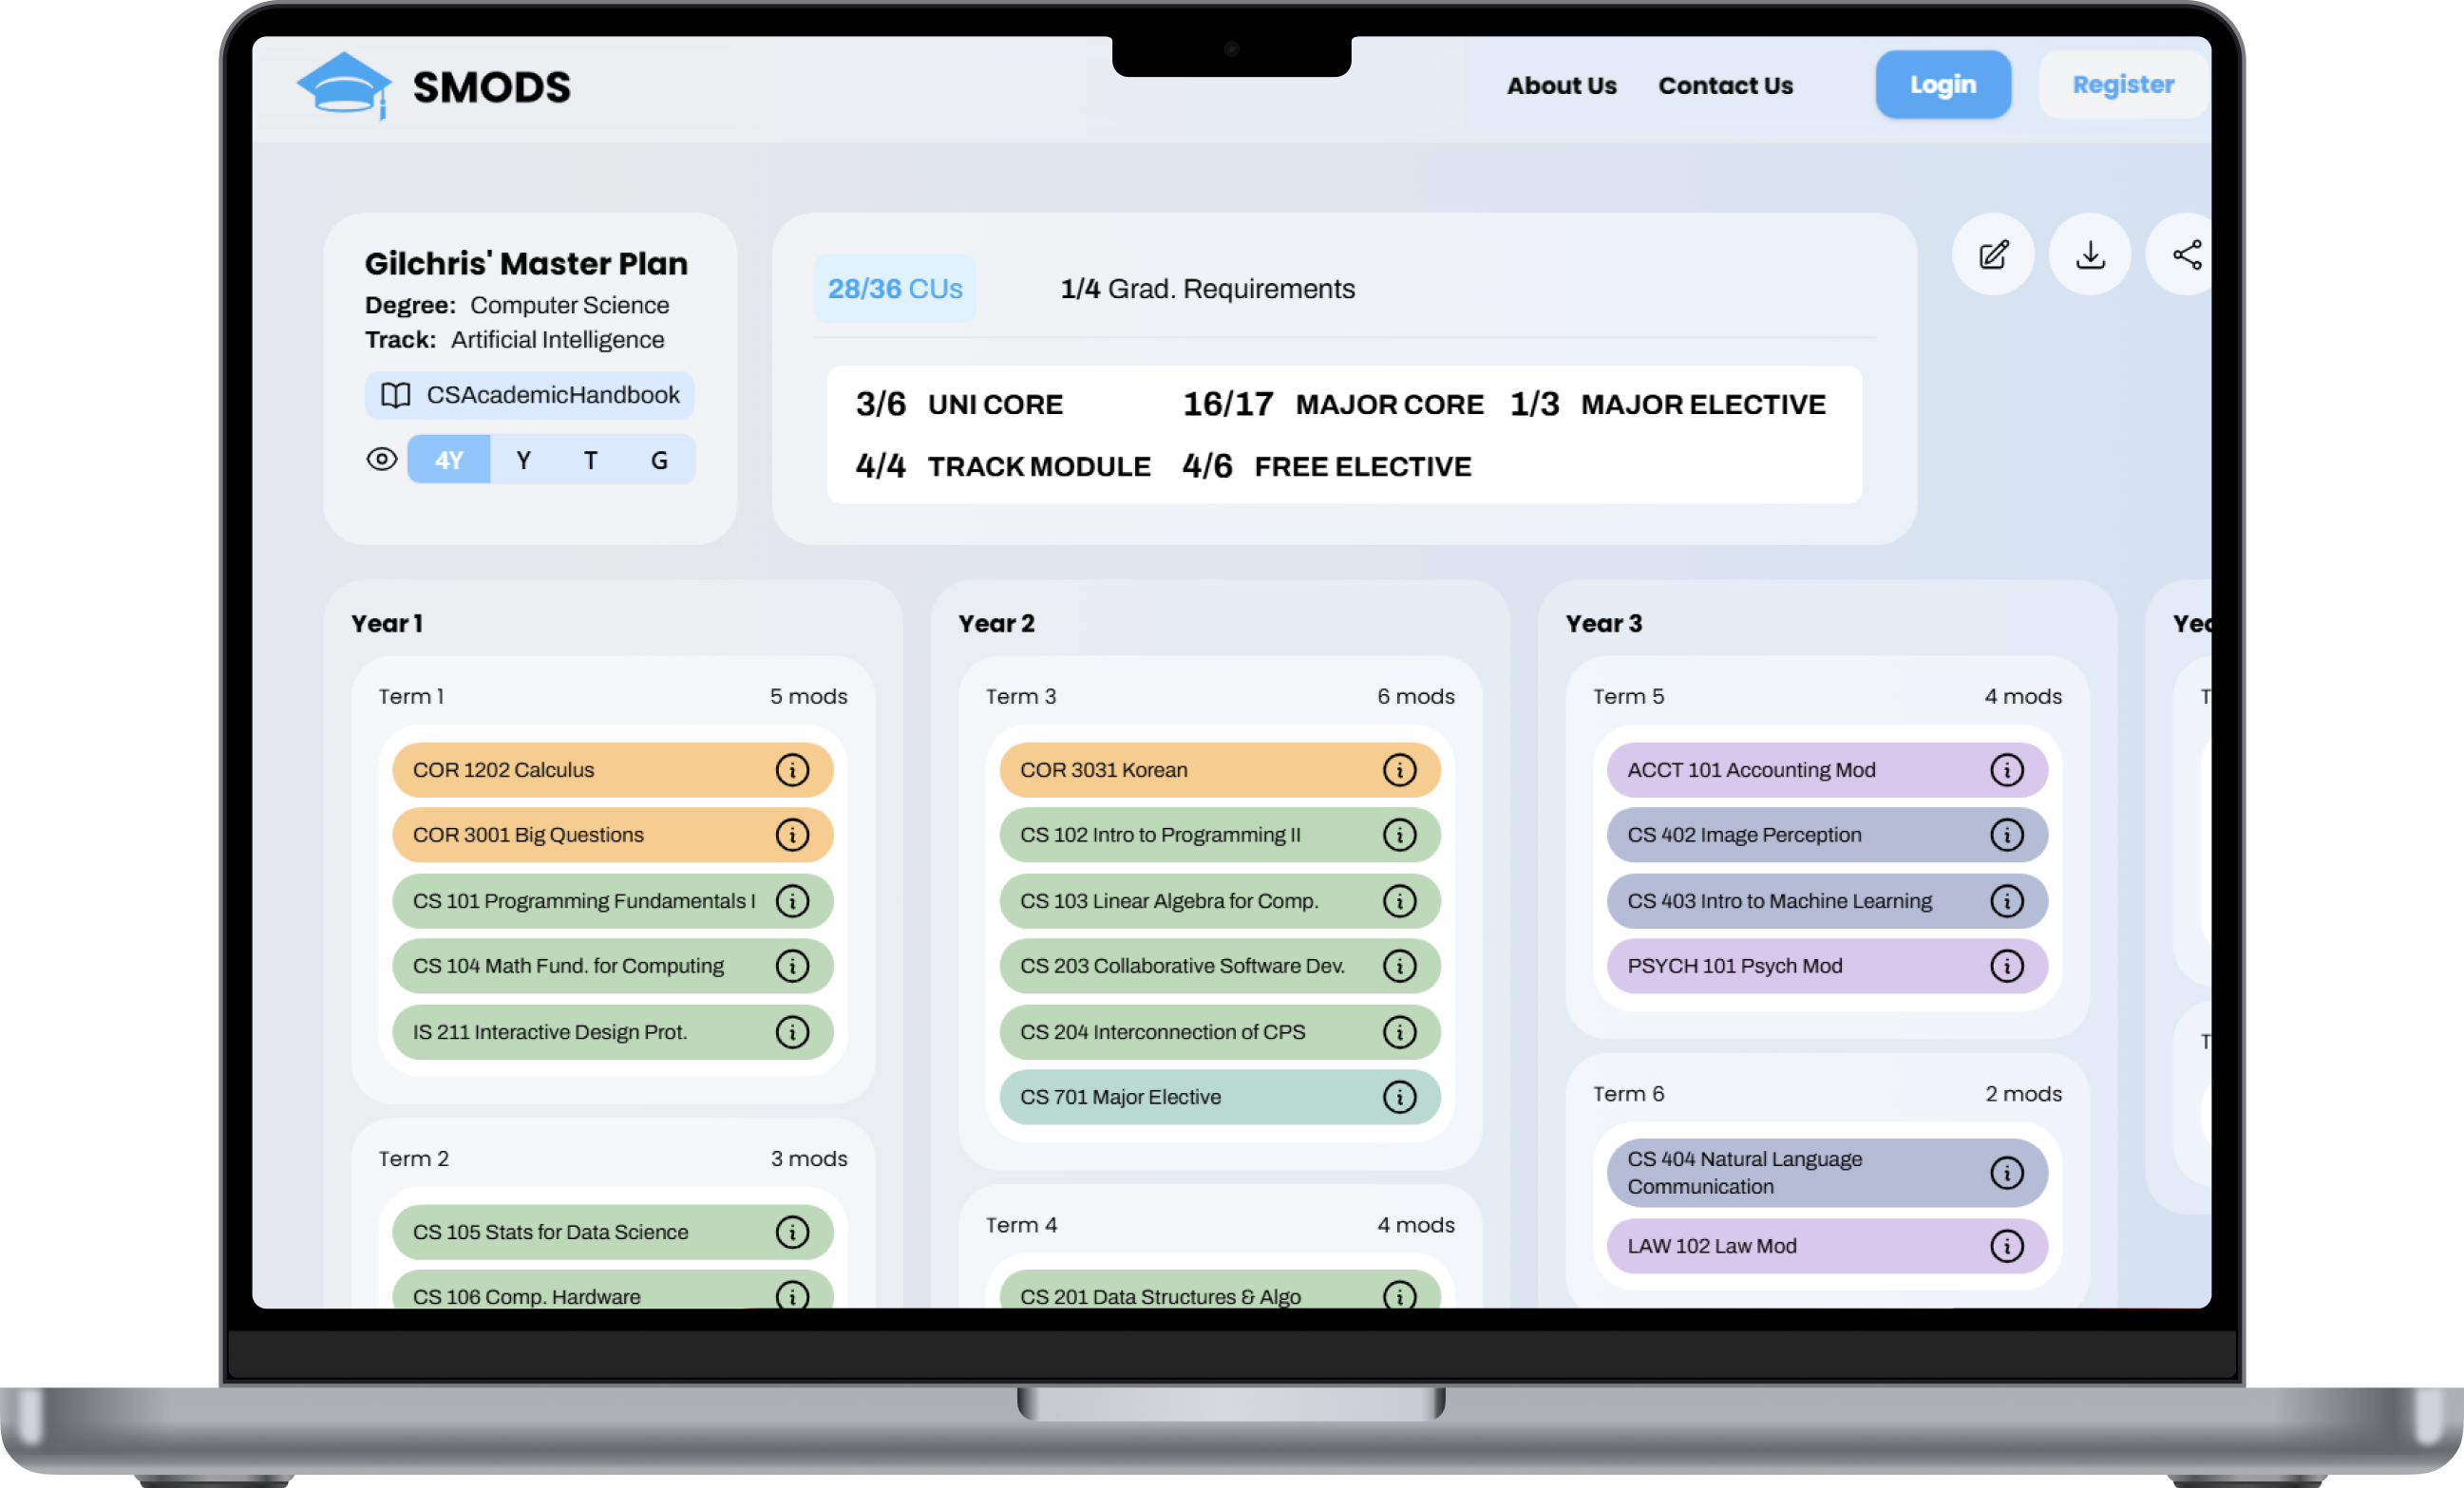 SMODS
About Us
Contact Us
Login
Register
Gilchris' Master Plan
Degree: Computer Science
Track: Artificial Intelligence
CSAcademicHandbook
4Y Y T G
28/36 CUs
1/4 Grad. Requirements
3/6 UNI CORE 16/17 MAJOR CORE 1/3 MAJOR ELECTIVE
4/4 TRACK MODULE 4/6 FREE ELECTIVE
Year 1
Term 1 5 mods
COR 1202 Calculus
COR 3001 Big Questions
CS 101 Programming Fundamentals I
CS 104 Math Fund. for Computing
IS 211 Interactive Design Prot.
Term 2 3 mods
CS 105 Stats for Data Science
CS 106 Comp. Hardware
Year 2
Term 3 6 mods
COR 3031 Korean
CS 102 Intro to Programming II
CS 103 Linear Algebra for Comp.
CS 203 Collaborative Software Dev.
CS 204 Interconnection of CPS
CS 701 Major Elective
Term 4 4 mods
CS 201 Data Structures & Algo
Year 3
Term 5 4 mods
ACCT 101 Accounting Mod
CS 402 Image Perception
CS 403 Intro to Machine Learning
PSYCH 101 Psych Mod
Term 6 2 mods
CS 404 Natural Language
Communication
LAW 102 Law Mod